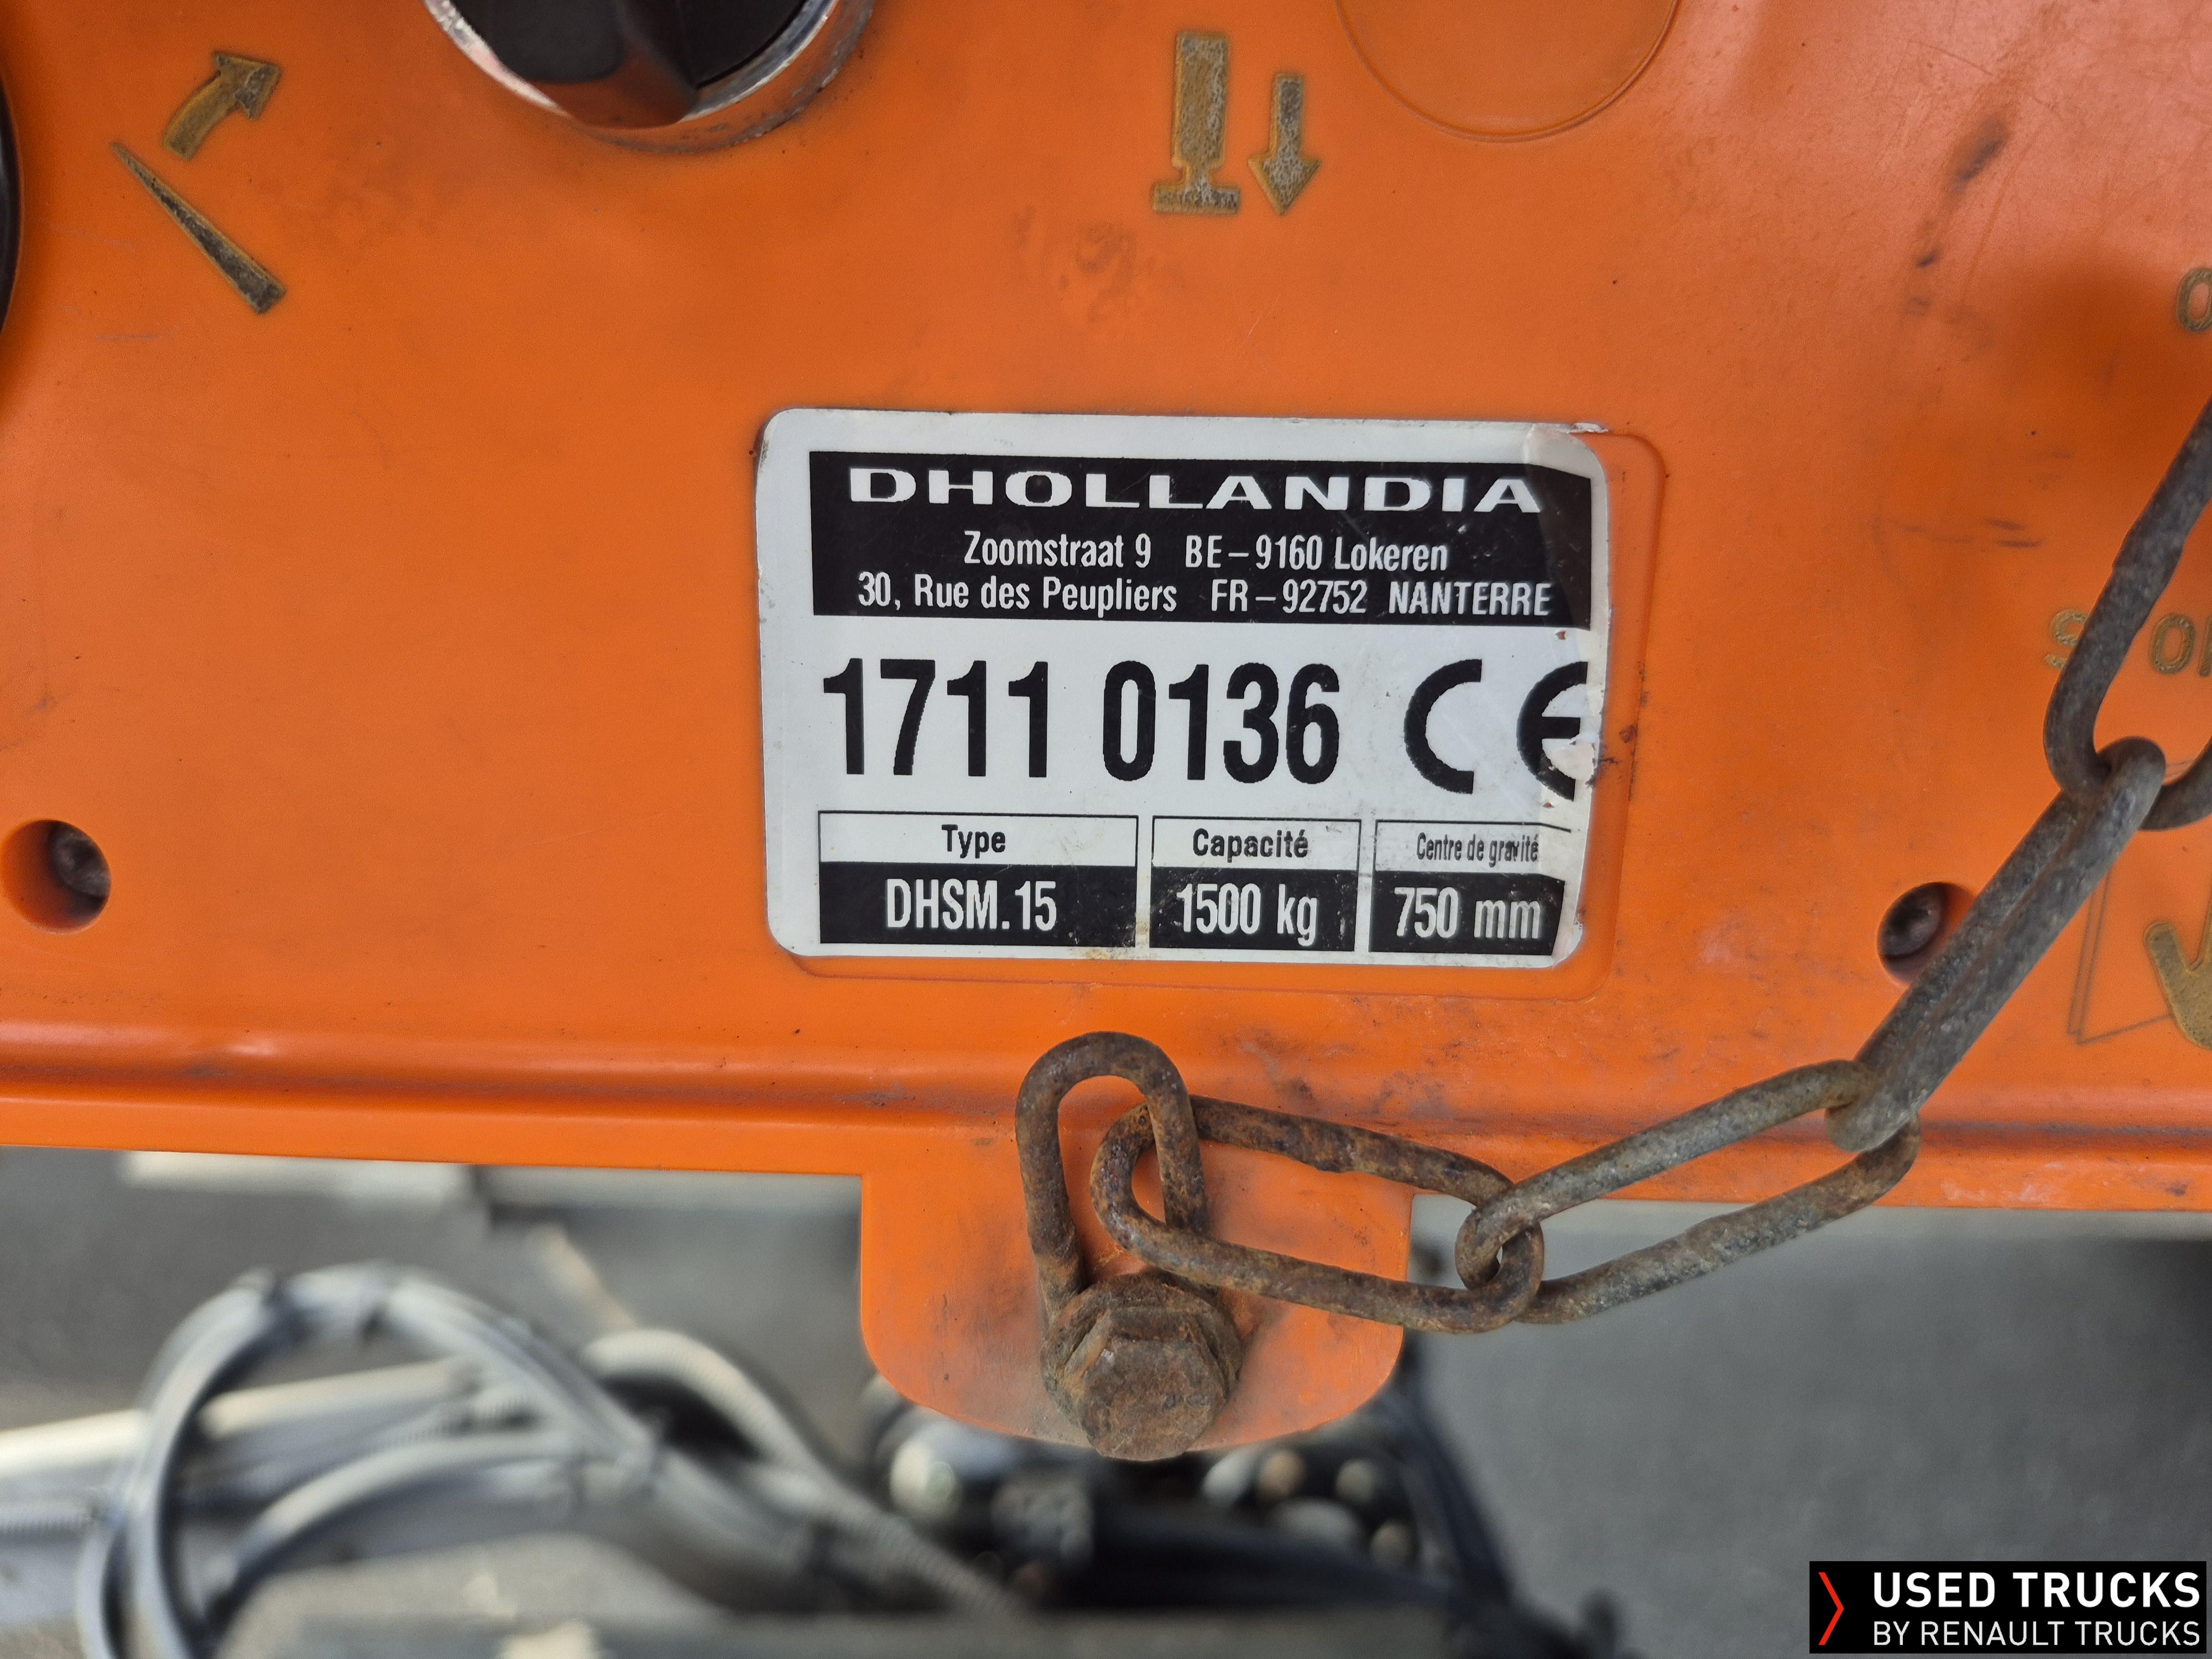 DHOLLANDIA
Zoomstraat 9 BE-9160 Lokeren
30, Rue des Peupliers FR-92752 NANTERRE
1711 0136 CE
Type Capacité Centre de gravité
DHSM.15 1500 kg 750 mm
USED TRUCKS
BY RENAULT TRUCKS